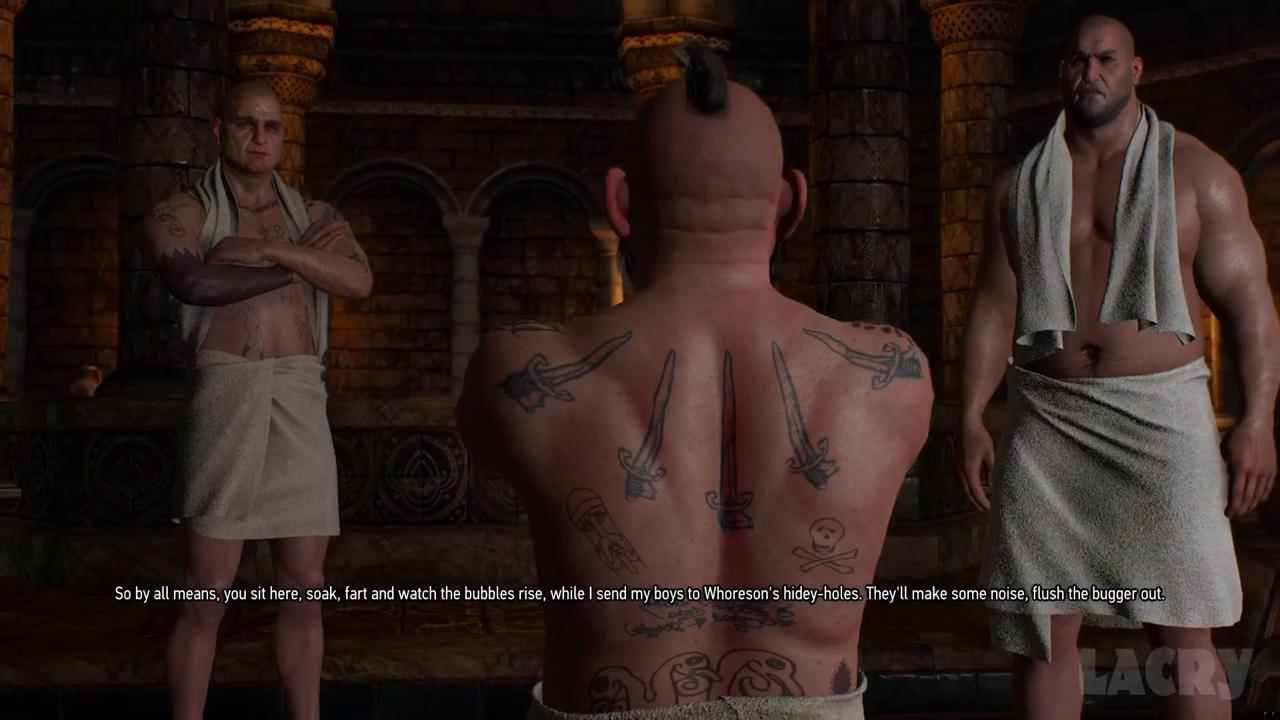 So by all means, you sit here, soak, fart and watch the bubbles rise, while I send my boys to Whoreson's hidey-holes. They'll make some noise, flush the bugger out.
LACRY